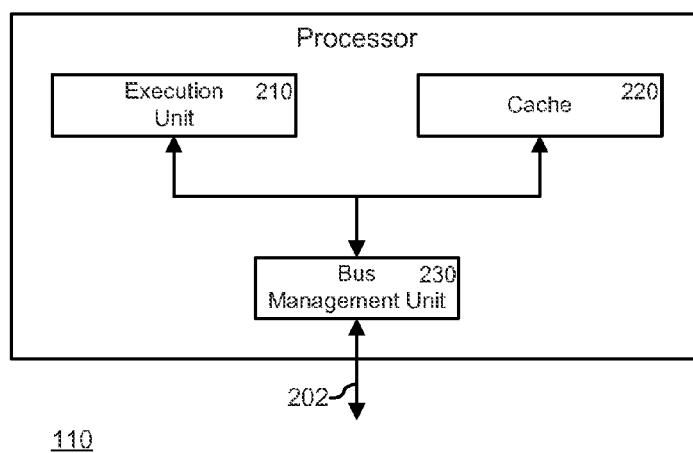 Processor
Execution Unit 210
Cache 220
Bus Management Unit 230
202
110